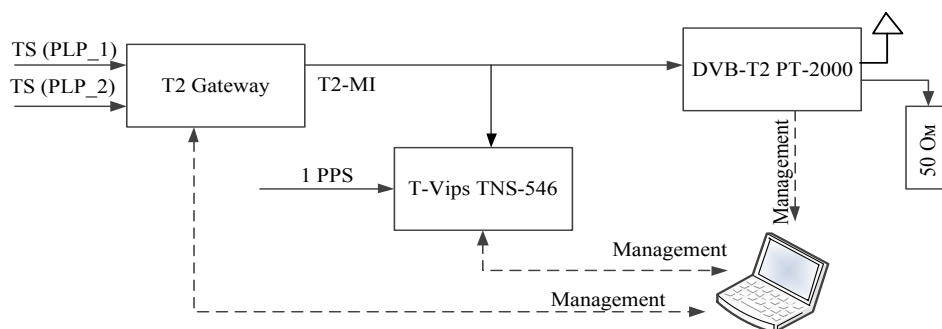 TS (PLP_1)
TS (PLP_2)
T2 Gateway
T2-MI
DVB-T2 PT-2000
50 Ом
1 PPS
T-Vips TNS-546
Management
Management
Management